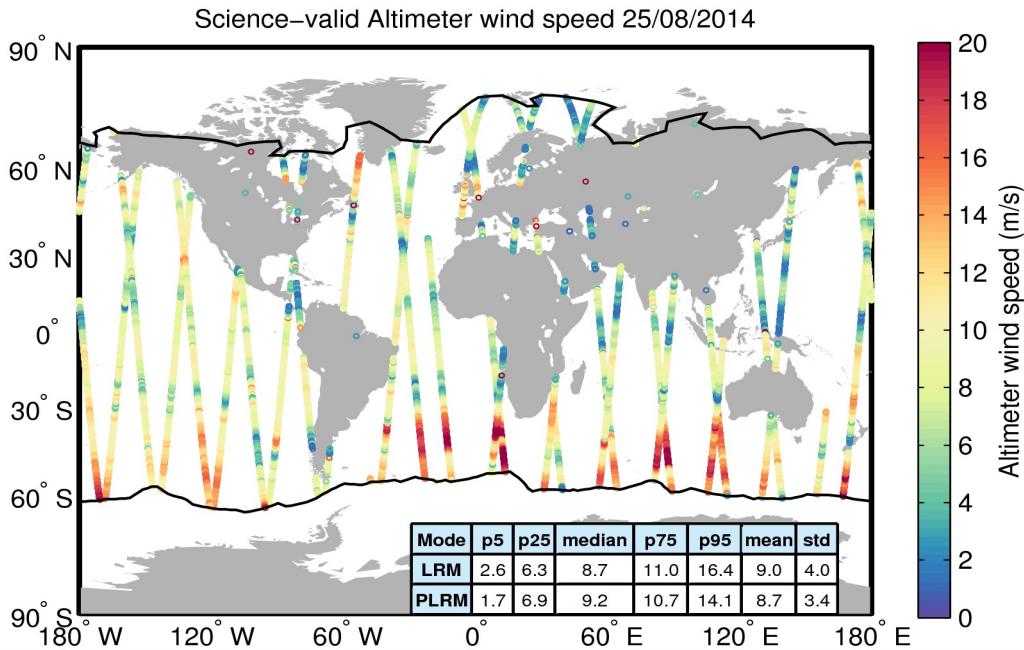 Science−valid Altimeter wind speed 25/08/2014
90° N
60° N
30° N
0°
30° S
60° S
90° S
180° W
120° W
60° W
0°
60° E
120° E
180° E
Mode p5 p25 median p75 p95 mean std
LRM 2.6 6.3 8.7 11.0 16.4 9.0 4.0
PLRM 1.7 6.9 9.2 10.7 14.1 8.7 3.4
20
18
16
14
12
10
8
6
4
2
0
Altimeter wind speed (m/s)